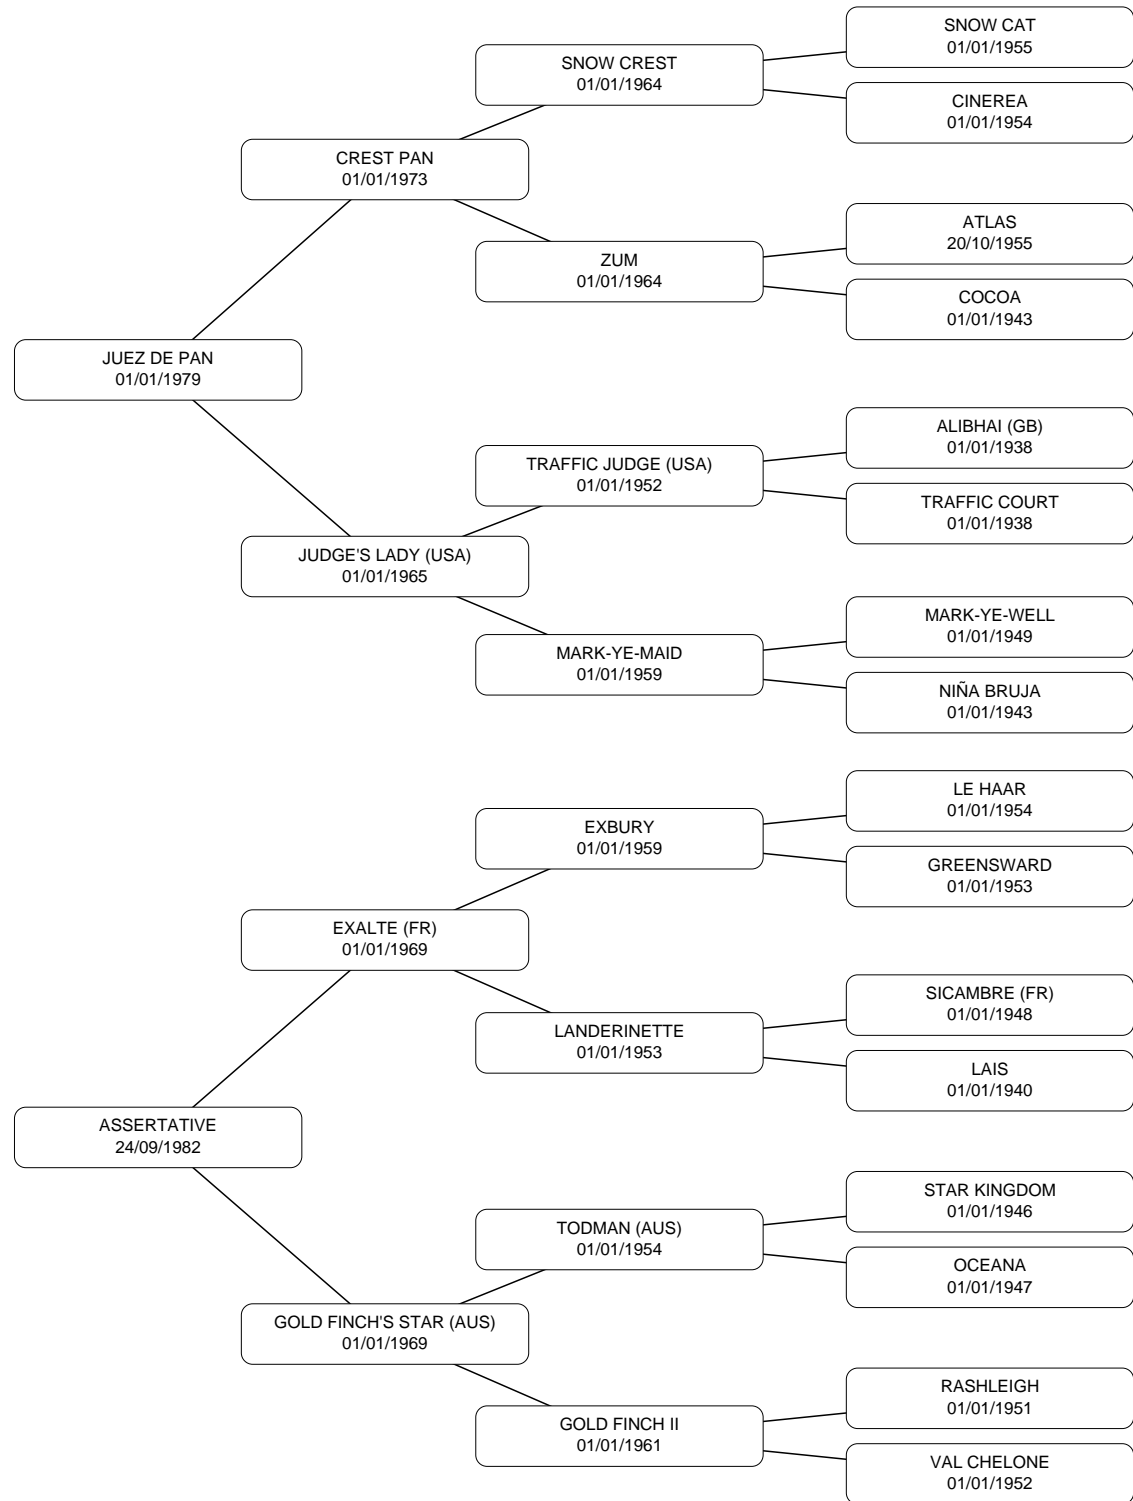 SNOW CAT
01/01/1955
SNOW CREST
01/01/1964
CINEREA
01/01/1954
CREST PAN
01/01/1973
ATLAS
20/10/1955
ZUM
01/01/1964
COCOA
01/01/1943
JUEZ DE PAN
01/01/1979
ALIBHAI (GB)
01/01/1938
TRAFFIC JUDGE (USA)
01/01/1952
TRAFFIC COURT
01/01/1938
JUDGE'S LADY (USA)
01/01/1965
MARK-YE-WELL
01/01/1949
MARK-YE-MAID
01/01/1959
NIÑA BRUJA
01/01/1943
LE HAAR
01/01/1954
EXBURY
01/01/1959
GREENSWARD
01/01/1953
EXALTE (FR)
01/01/1969
SICAMBRE (FR)
01/01/1948
LANDERINETTE
01/01/1953
LAIS
01/01/1940
ASSERTATIVE
24/09/1982
STAR KINGDOM
01/01/1946
TODMAN (AUS)
01/01/1954
OCEANA
01/01/1947
GOLD FINCH'S STAR (AUS)
01/01/1969
RASHLEIGH
01/01/1951
GOLD FINCH II
01/01/1961
VAL CHELONE
01/01/1952